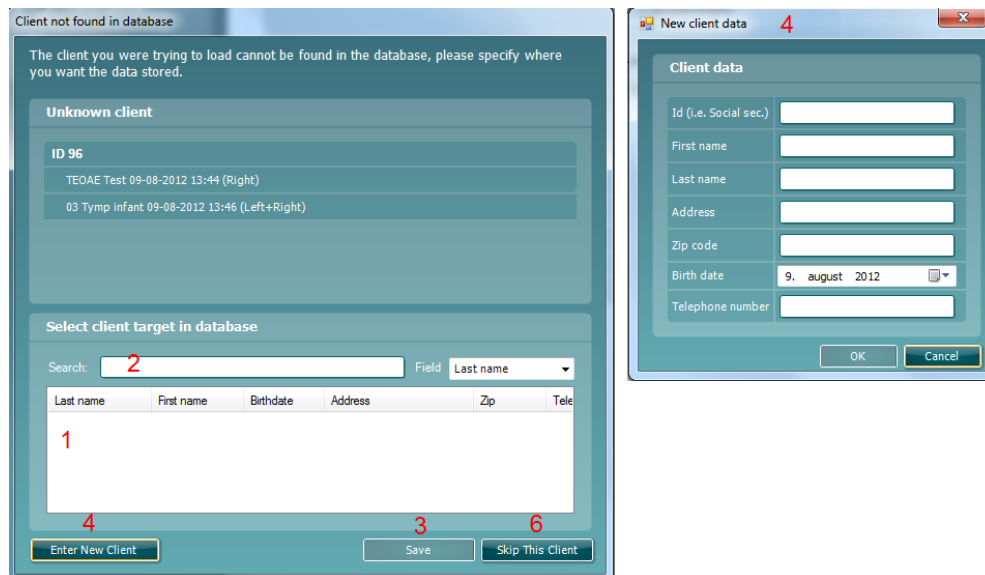 Client not found in database
The client you were trying to load cannot be found in the database, please specify where
you want the data stored.
Unknown client
ID 96
TEOAE Test 09-08-2012 13:44 (Right)
03 Tymp infant 09-08-2012 13:46 (Left+Right)
Select client target in database
Search: 2 Field Last name
Last name First name Birthdate Address Zip Tele
1
4 3 6
Enter New Client Save Skip This Client
New client data 4
Client data
Id (i.e. Social sec.)
First name
Last name
Address
Zip code
Birth date 9. august 2012
Telephone number
OK Cancel